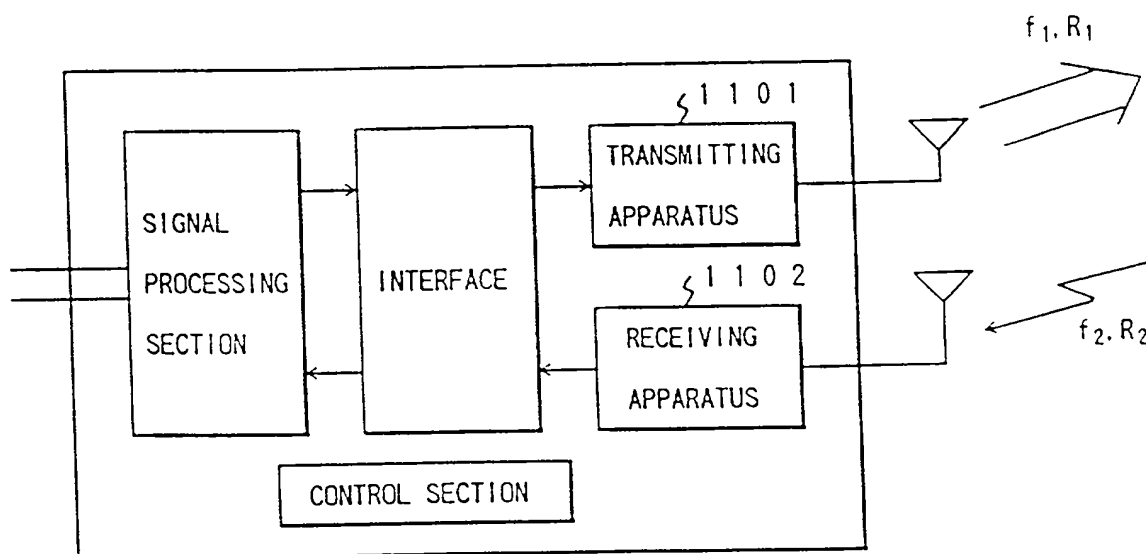 f1, R1
1101
TRANSMITTING
APPARATUS
SIGNAL
PROCESSING
SECTION
INTERFACE
1102
RECEIVING
APPARATUS
f2, R2
CONTROL SECTION